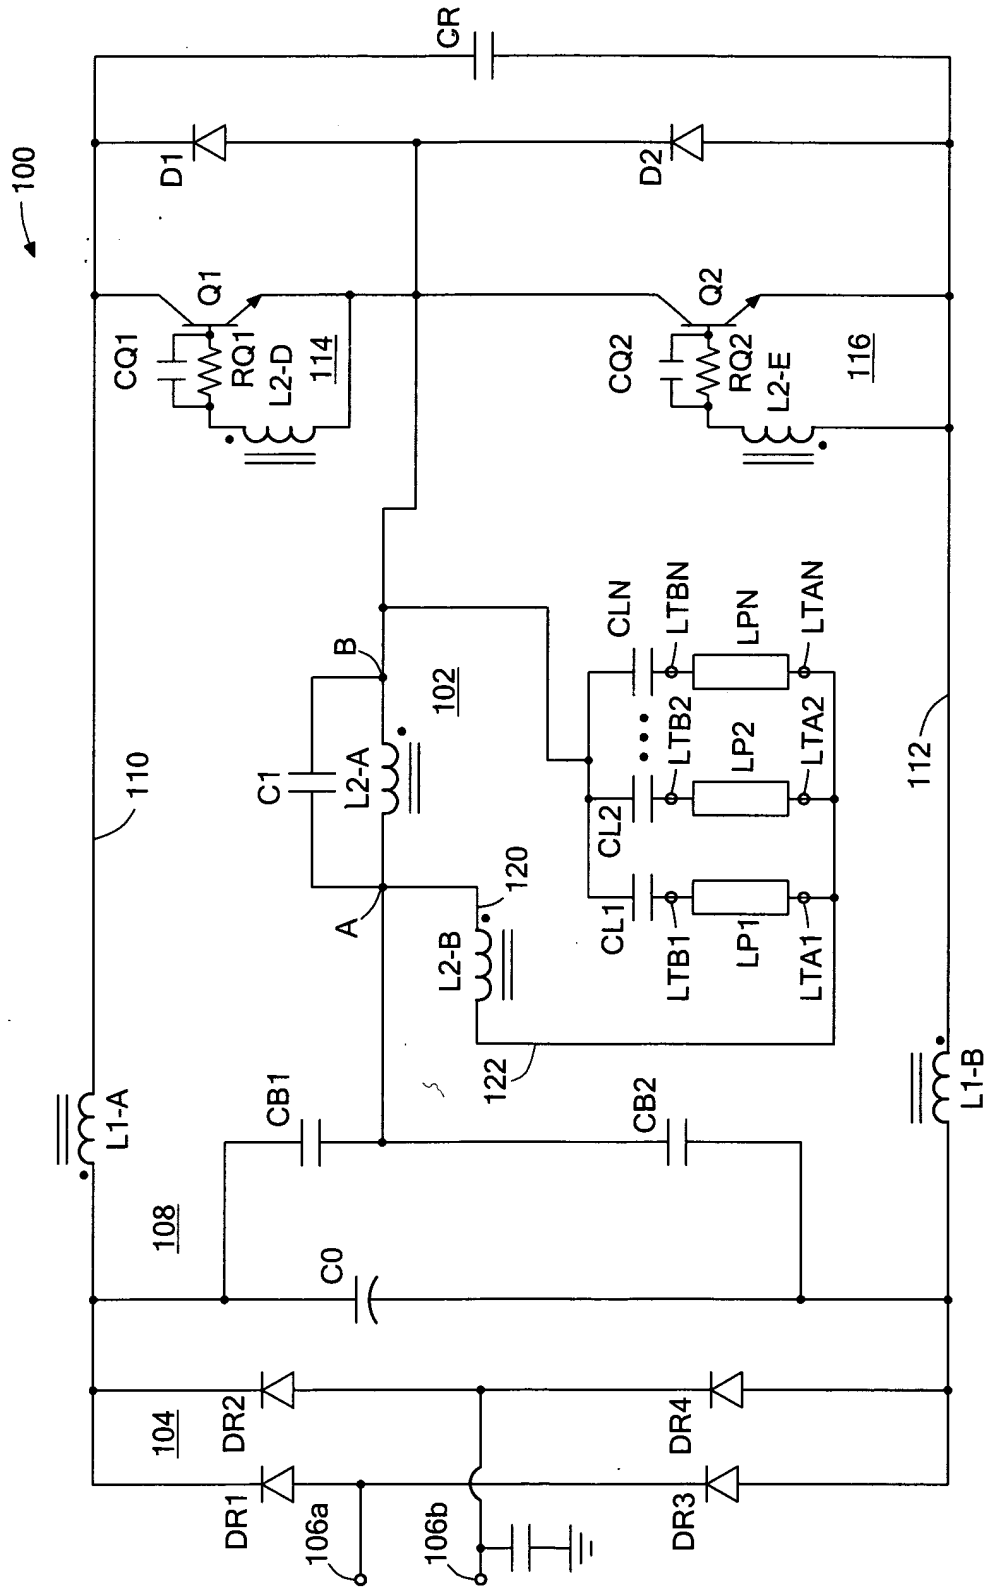 100
CR
D1
D2
Q1
CQ1
RQ1
L2-D
114
Q2
CQ2
RQ2
L2-E
116
110
B
102
C1
L2-A
A
L2-B
120
122
CLN
LTBN
LPN
LTAN
CL2
LTB2
LP2
LTA2
CL1
LTB1
LP1
LTA1
112
L1-A
L1-B
108
CB1
CB2
C0
104
DR2
DR4
DR1
DR3
106a
106b